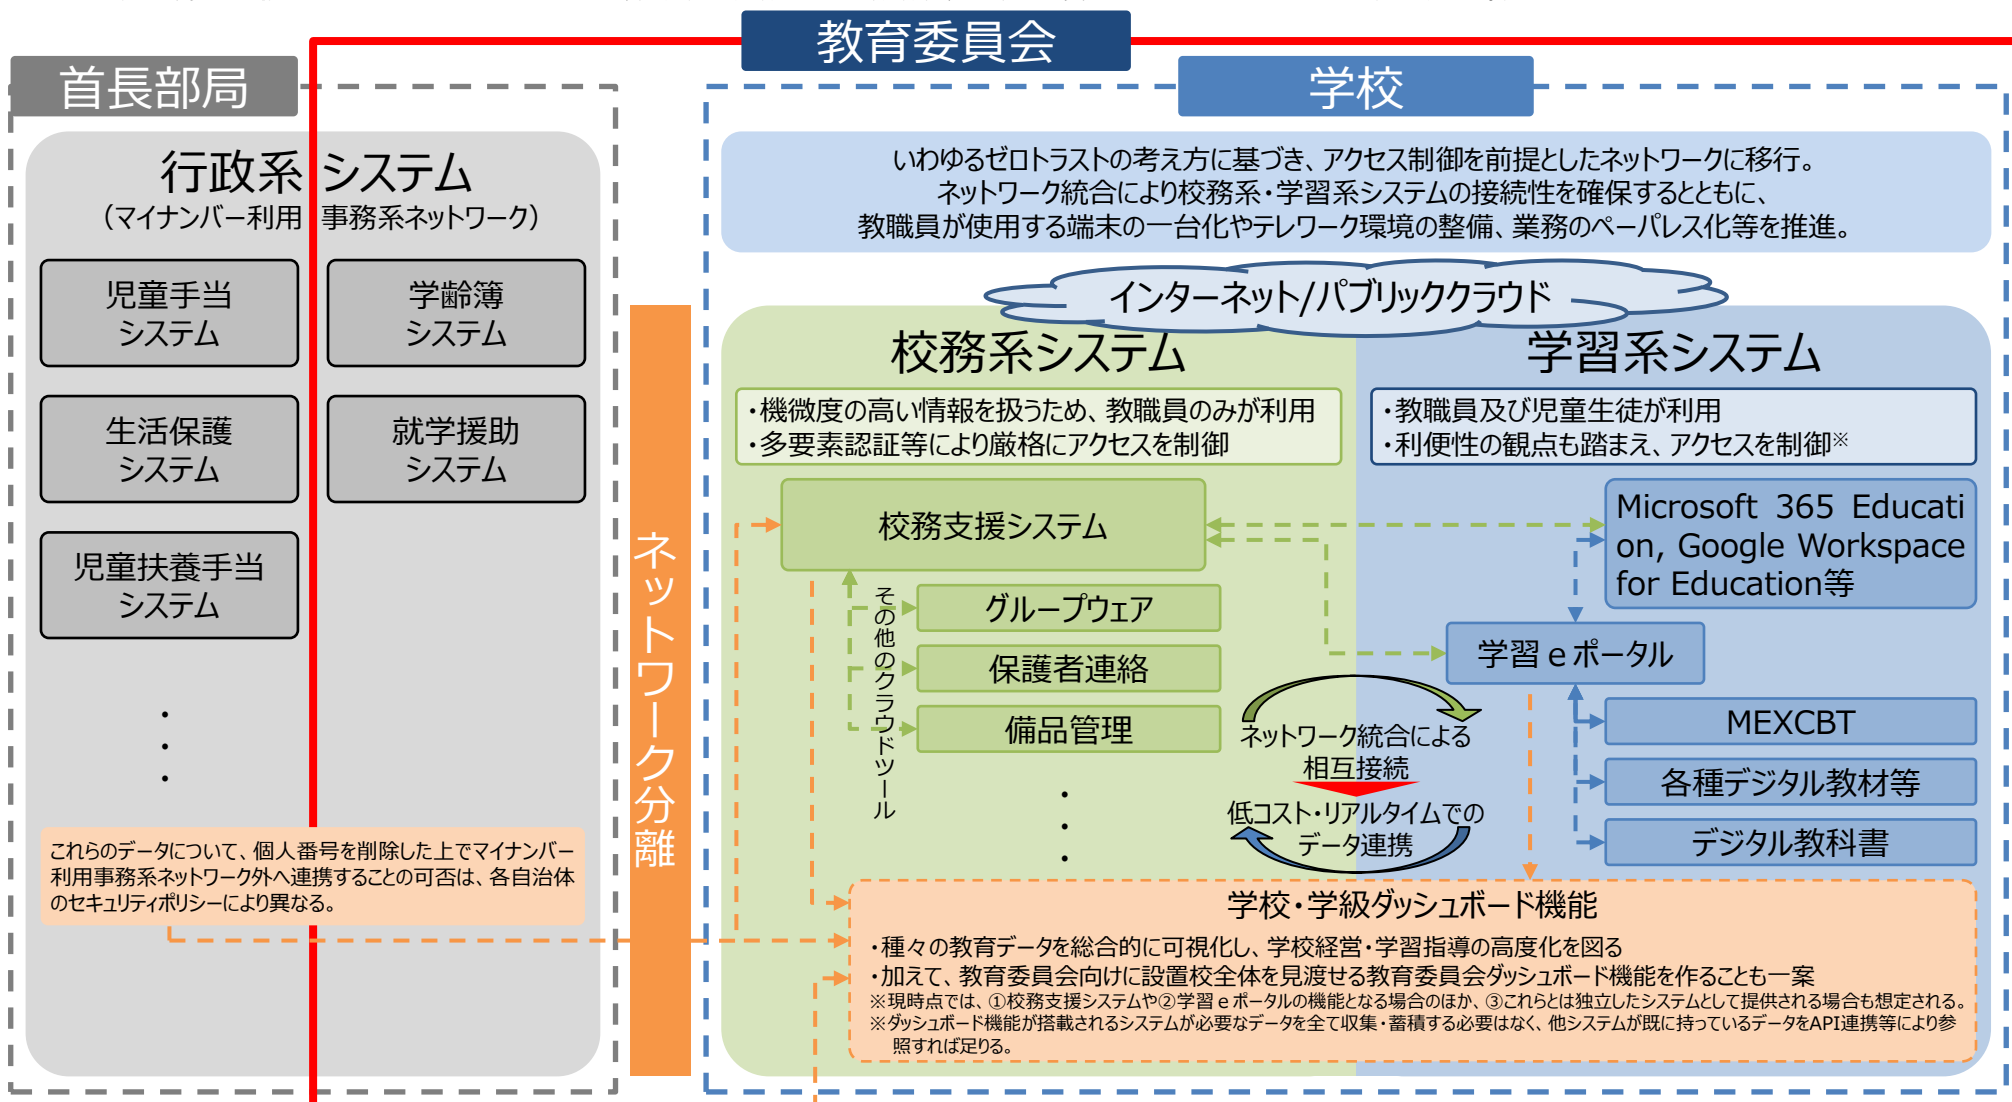 教育委員会
首長部局
学校
行政系システム
（マイナンバー利用事務系ネットワーク）
児童手当
システム
学齢簿
システム
生活保護
システム
就学援助
システム
児童扶養手当
システム
・
・
・
これらのデータについて、個人番号を削除した上でマイナンバー
利用事務系ネットワーク外へ連携することの可否は、各自治体
のセキュリティポリシーにより異なる。
ネットワーク分離
いわゆるゼロトラストの考え方に基づき、アクセス制御を前提としたネットワークに移行。
ネットワーク統合により校務系・学習系システムの接続性を確保するとともに、
教職員が使用する端末の一台化やテレワーク環境の整備、業務のペーパレス化等を推進。
インターネット/パブリッククラウド
校務系システム
・機微度の高い情報を扱うため、教職員のみが利用
・多要素認証等により厳格にアクセスを制御
校務支援システム
その他のクラウドツール
グループウェア
保護者連絡
備品管理
・
・
・
学習系システム
・教職員及び児童生徒が利用
・利便性の観点も踏まえ、アクセスを制御※
Microsoft 365 Educati
on, Google Workspace
for Education等
学習ｅポータル
MEXCBT
各種デジタル教材等
デジタル教科書
ネットワーク統合による
相互接続
低コスト・リアルタイムでの
データ連携
学校・学級ダッシュボード機能
・種々の教育データを総合的に可視化し、学校経営・学習指導の高度化を図る
・加えて、教育委員会向けに設置校全体を見渡せる教育委員会ダッシュボード機能を作ることも一案
※現時点では、①校務支援システムや②学習ｅポータルの機能となる場合のほか、③これらとは独立したシステムとして提供される場合も想定される。
※ダッシュボード機能が搭載されるシステムが必要なデータを全て収集・蓄積する必要はなく、他システムが既に持っているデータをAPI連携等により参
照すれば足りる。